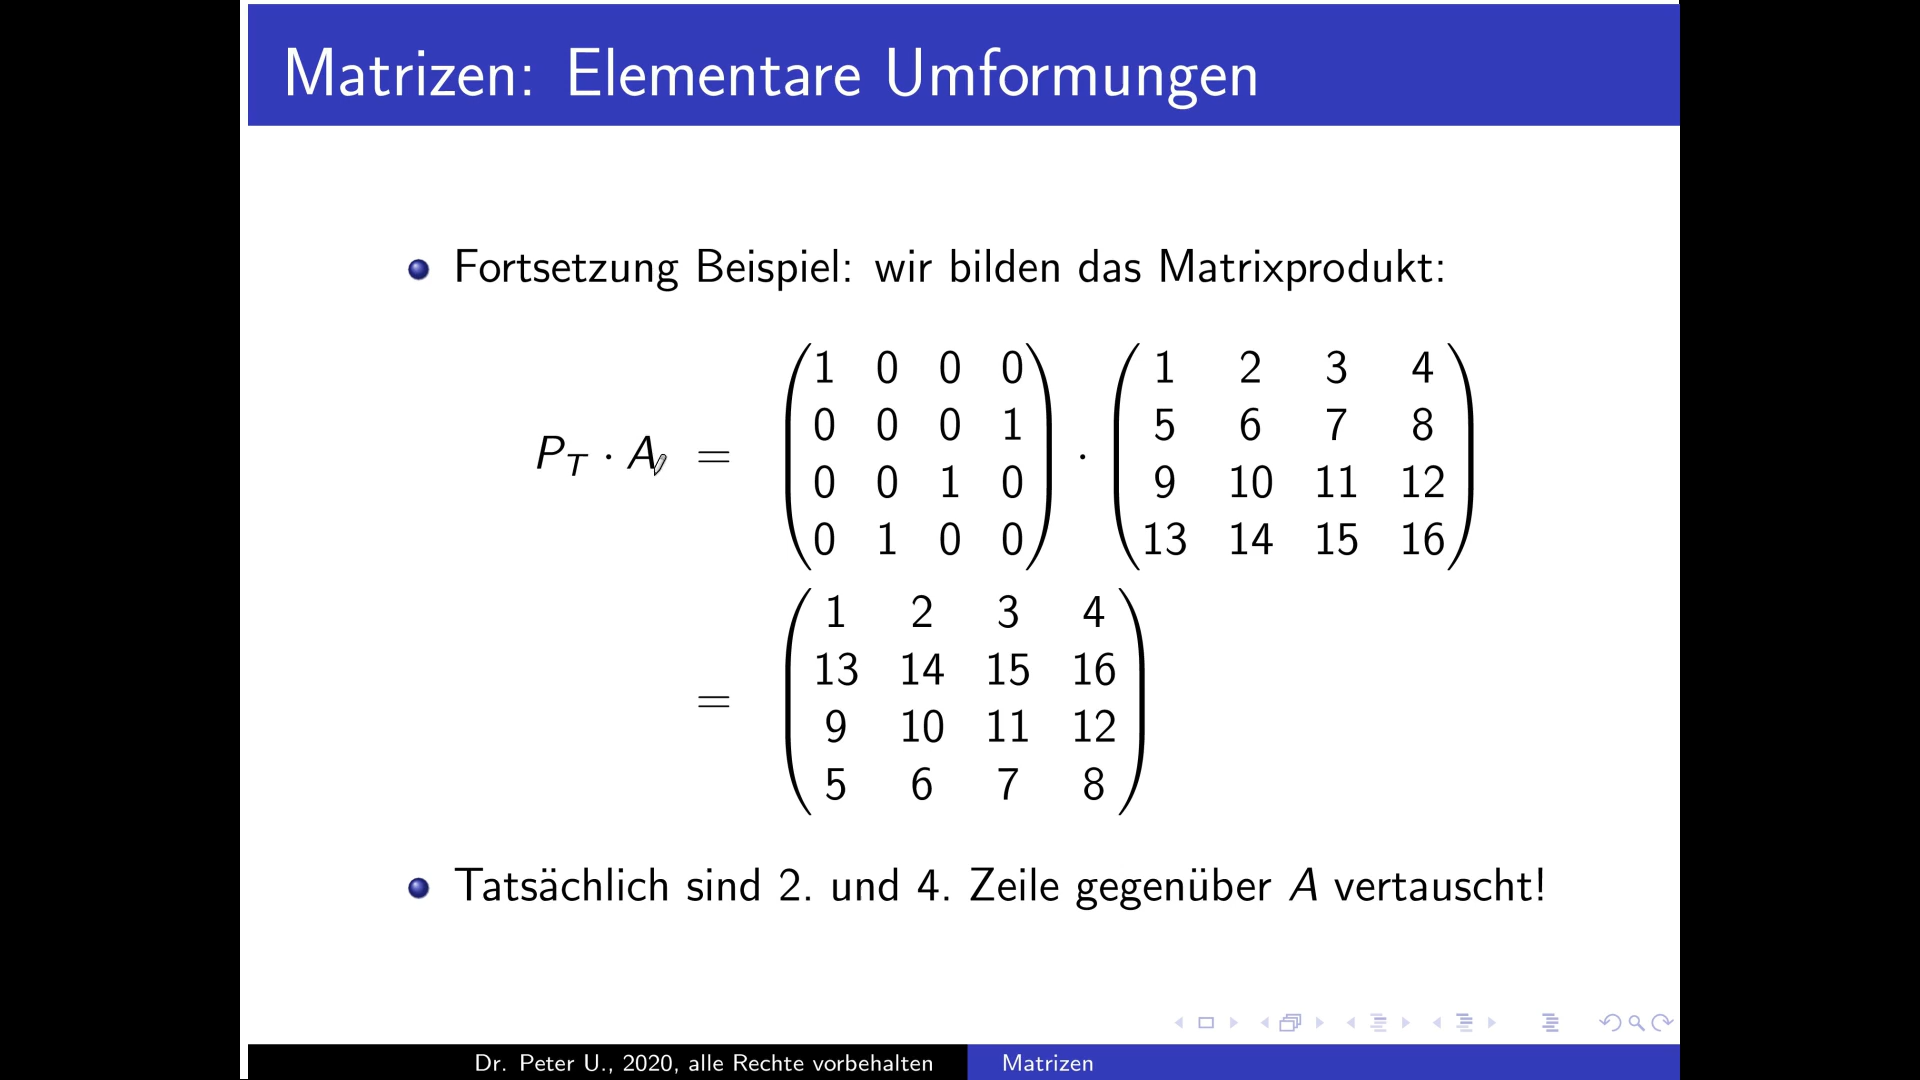 Matrizen: Elementare Umformungen
Fortsetzung Beispiel: wir bilden das Matrixprodukt:
1 0 0 0 1 2 3 4
0 0 0 1 5 6 7 8
P_T · A = ·
0 0 1 0 9 10 11 12
0 1 0 0 13 14 15 16
1 2 3 4
13 14 15 16
=
9 10 11 12
5 6 7 8
Tatsächlich sind 2. und 4. Zeile gegenüber A vertauscht!
Dr. Peter U., 2020, alle Rechte vorbehalten Matrizen